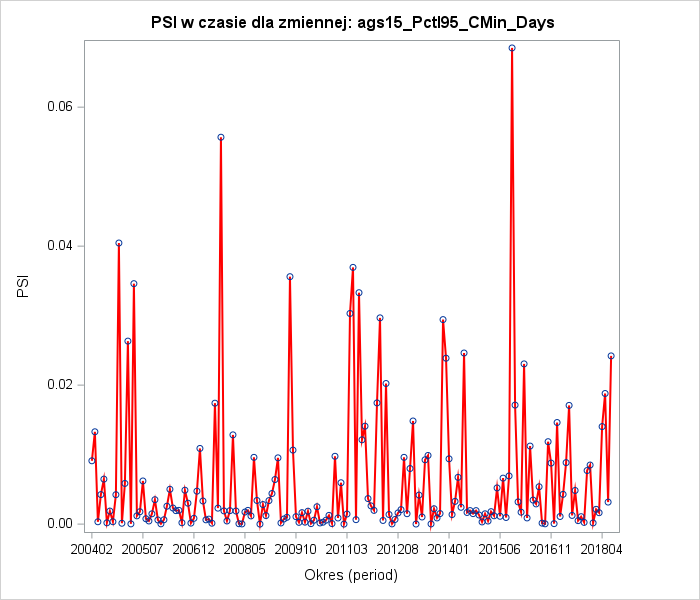 PSI w czasie dla zmiennej: ags15_Pctl95_CMin_Days
0.06
0.04
PSI
0.02
0.00
200402 200507 200612 200805 200910 201103 201208 201401 201506 201611 201804
Okres (period)